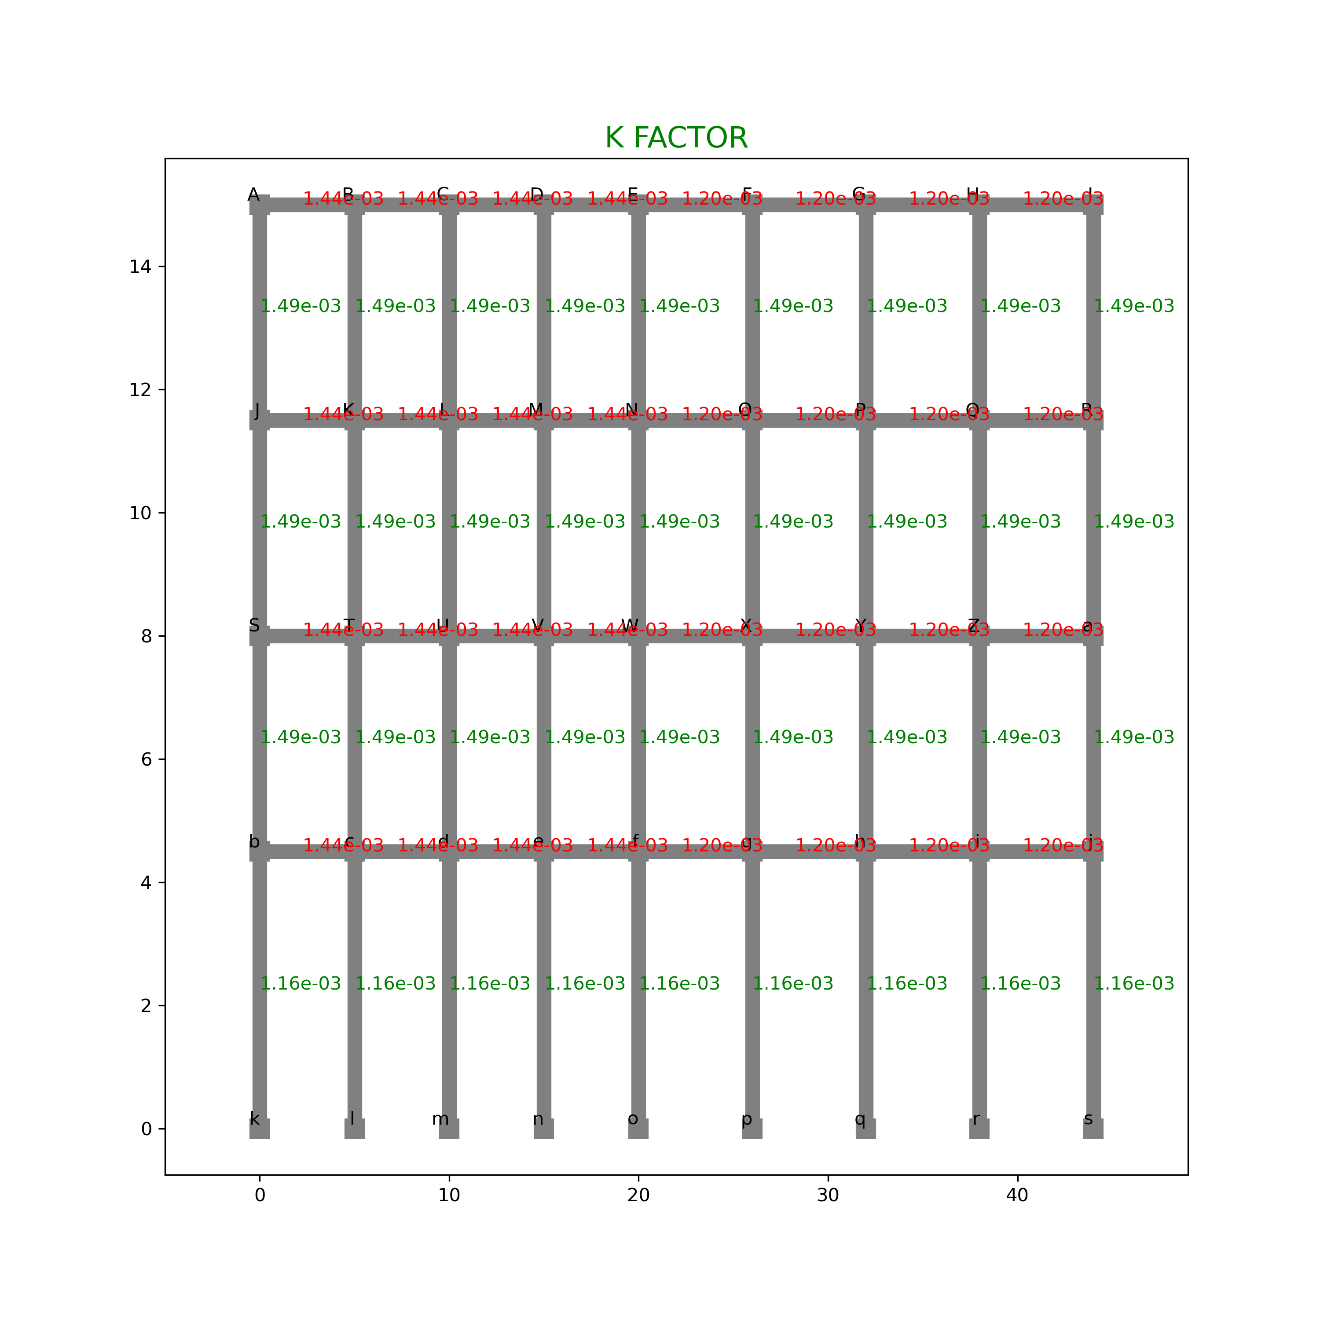 K FACTOR
A B C D E F G H I
1.44e-03 1.44e-03 1.44e-03 1.44e-03 1.20e-03 1.20e-03 1.20e-03 1.20e-03
14
1.49e-03 1.49e-03 1.49e-03 1.49e-03 1.49e-03 1.49e-03 1.49e-03 1.49e-03 1.49e-03
12
J K L M N O P Q R
1.44e-03 1.44e-03 1.44e-03 1.44e-03 1.20e-03 1.20e-03 1.20e-03 1.20e-03
10
1.49e-03 1.49e-03 1.49e-03 1.49e-03 1.49e-03 1.49e-03 1.49e-03 1.49e-03 1.49e-03
8
S T U V W X Y Z a
1.44e-03 1.44e-03 1.44e-03 1.44e-03 1.20e-03 1.20e-03 1.20e-03 1.20e-03
1.49e-03 1.49e-03 1.49e-03 1.49e-03 1.49e-03 1.49e-03 1.49e-03 1.49e-03 1.49e-03
6
b c d e f g h i j
1.44e-03 1.44e-03 1.44e-03 1.44e-03 1.20e-03 1.20e-03 1.20e-03 1.20e-03
4
1.16e-03 1.16e-03 1.16e-03 1.16e-03 1.16e-03 1.16e-03 1.16e-03 1.16e-03 1.16e-03
2
k l m n o p q r s
0
0 10 20 30 40